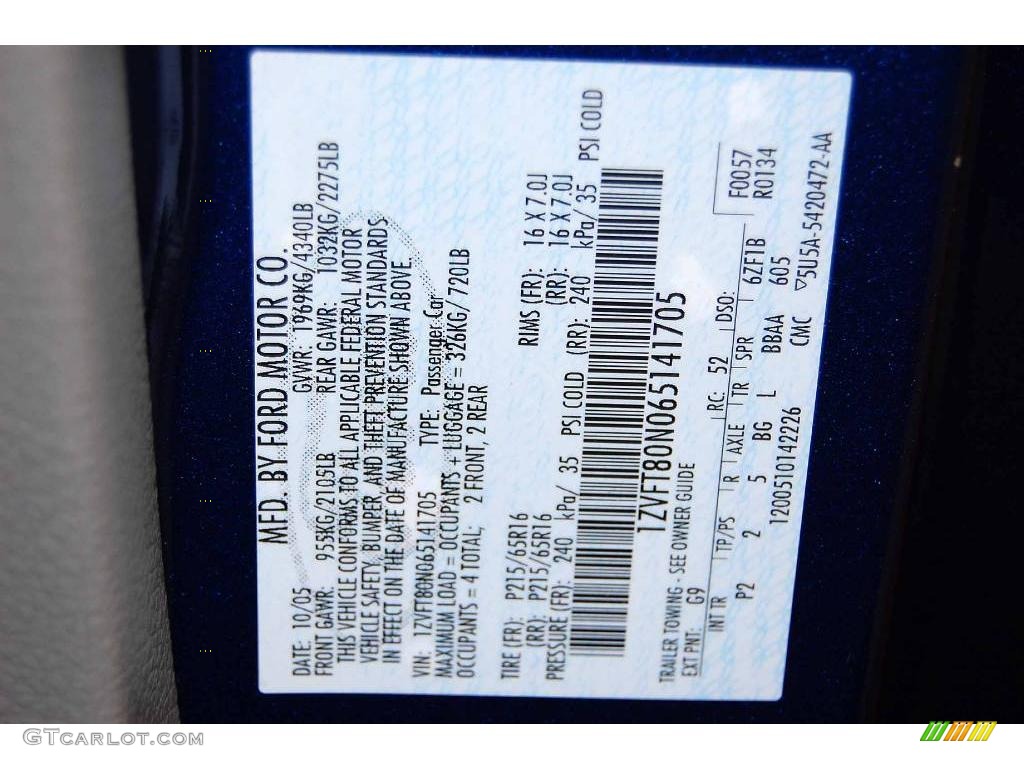 MFD. BY FORD MOTOR CO.
DATE: 10/05 GVWR: 1969KG/4340LB
FRONT GAWR: 953KG/2105LB REAR GAWR: 1032KG/2275LB
THIS VEHICLE CONFORMS TO ALL APPLICABLE FEDERAL MOTOR
VEHICLE SAFETY, BUMPER, AND THEFT PREVENTION STANDARDS
IN EFFECT ON THE DATE OF MANUFACTURE SHOWN ABOVE.
VIN: 1ZVFT80N065141705 TYPE: Passenger Car
MAXIMUM LOAD = OCCUPANTS + LUGGAGE = 326KG/720LB
OCCUPANTS = 4 TOTAL; 2 FRONT, 2 REAR
TIRE (FR): P215/65R16 RIMS (FR): 16 X 7.0J
(RR): P215/65R16 (RR): 16 X 7.0J
PRESSURE (FR): 240 kPa/ 35 PSI COLD (RR): 240 kPa/ 35 PSI COLD
1ZVFT80N065141705
TRAILER TOWING - SEE OWNER GUIDE
EXT PNT: G9 RC: 52 DSO: F0057
R0134
INT TR TP/PS R AXLE TR SPR 6ZF1B
P2 2 5 BG L BBAA 605
1200510142226 CMC ▽5U5A-5420472-AA
GTcarlot.com